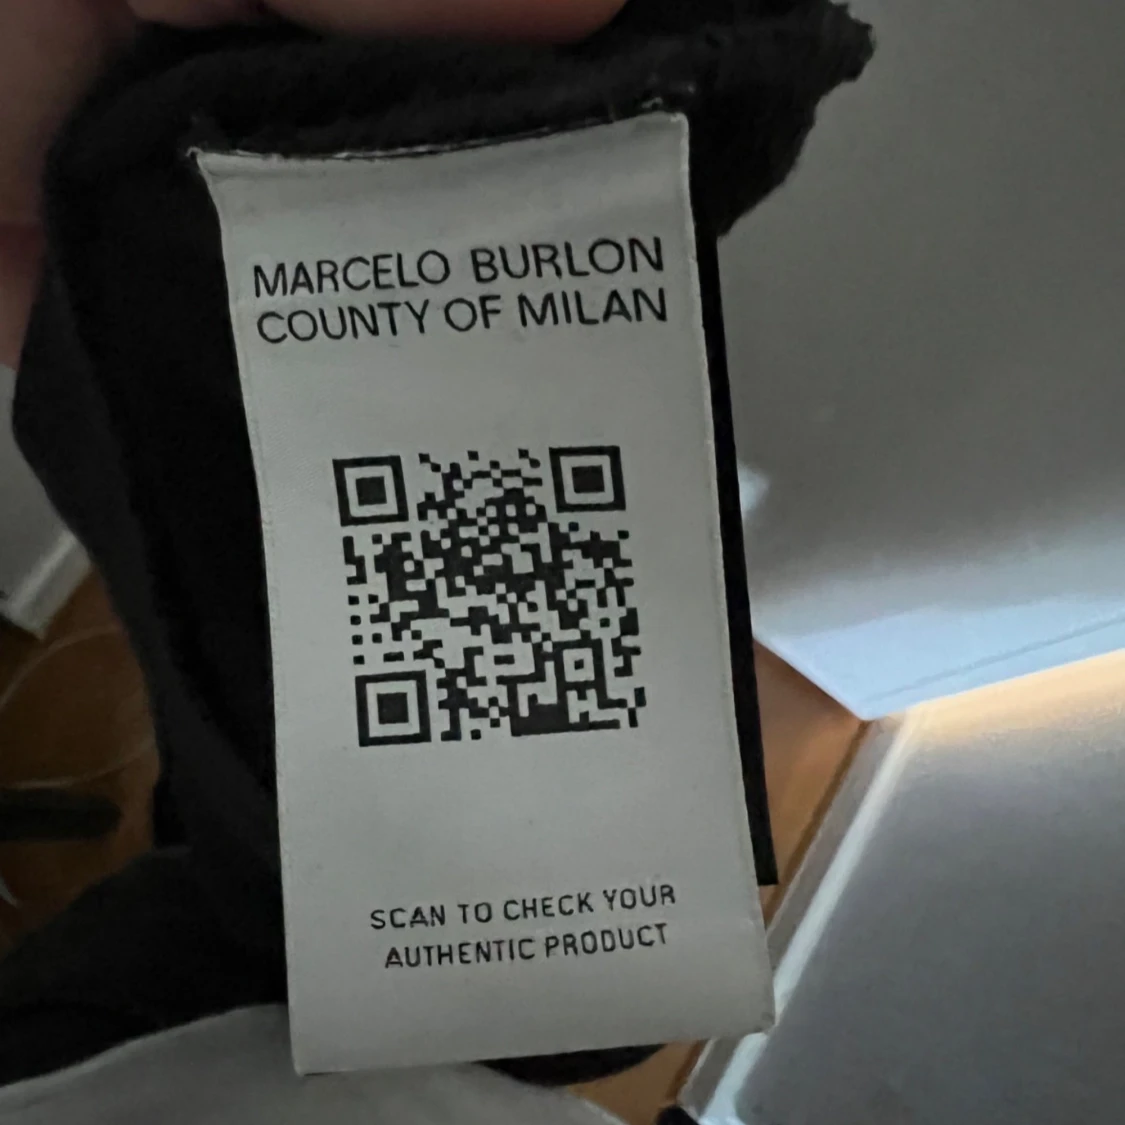 MARCELO BURLON
COUNTY OF MILAN
SCAN TO CHECK YOUR
AUTHENTIC PRODUCT